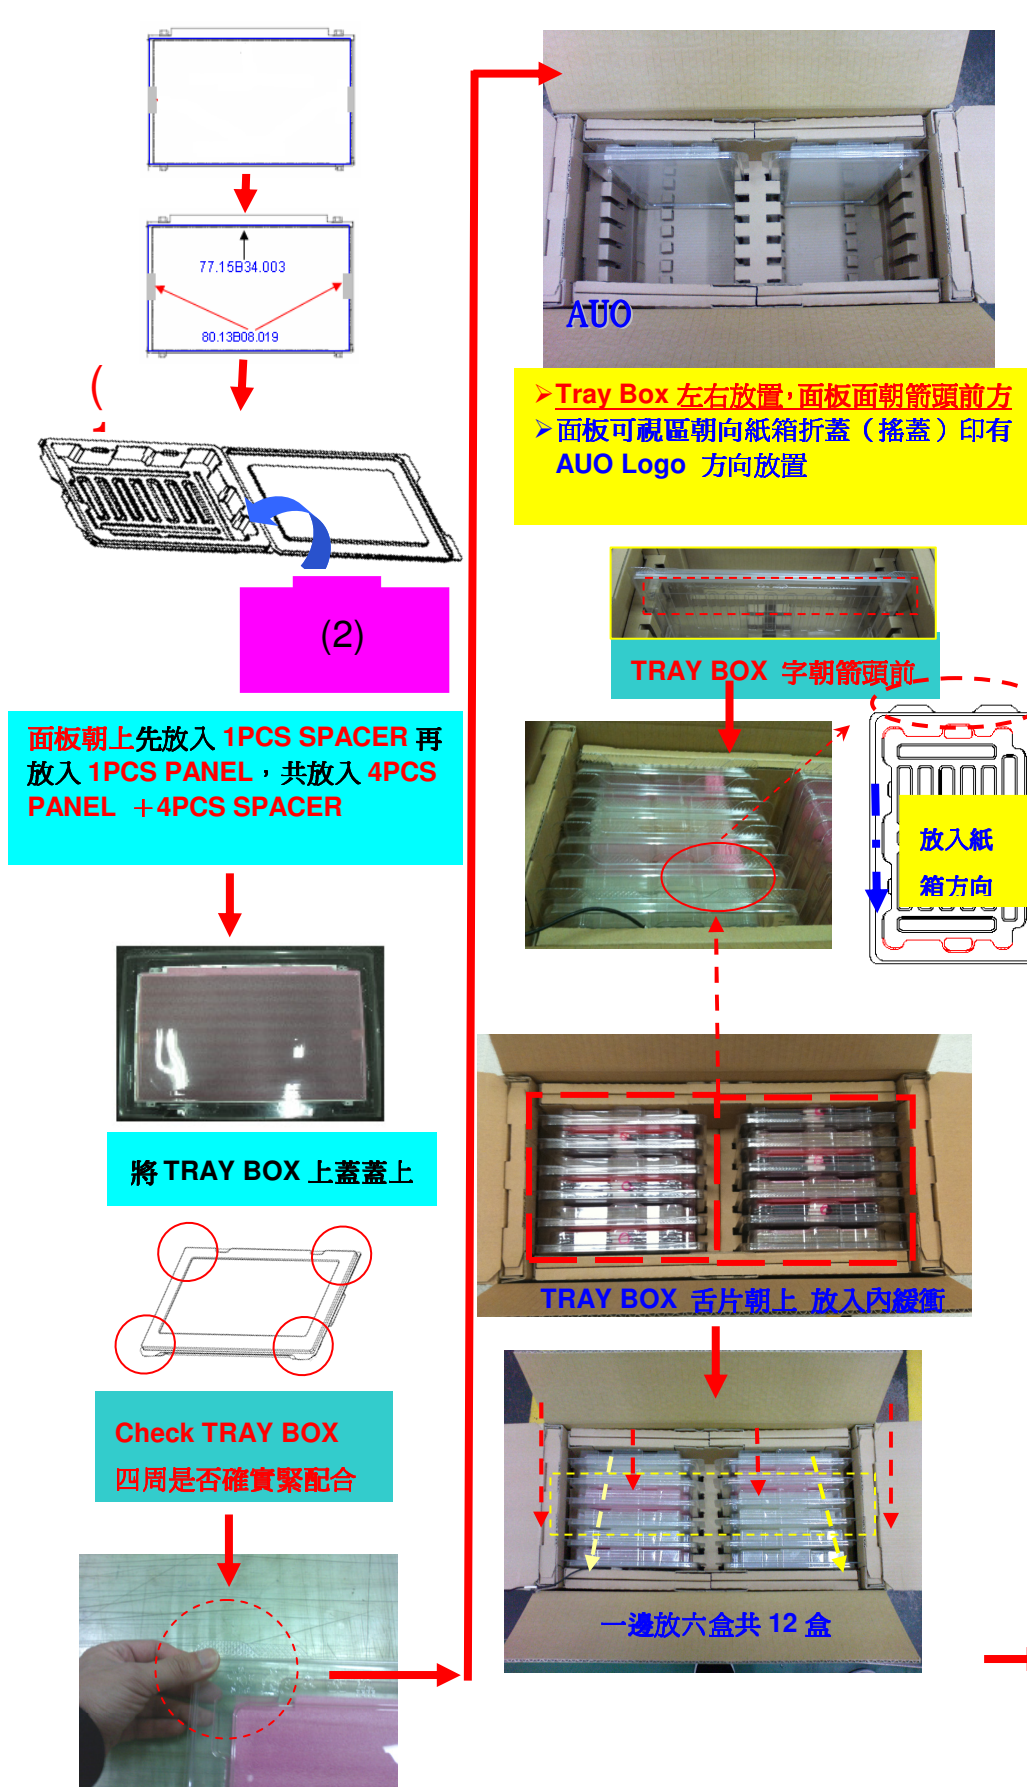 77.15B34.003
80.13B08.019
(
(2)
面板朝上先放入 1PCS SPACER 再
放入 1PCS PANEL,共放入 4PCS
PANEL +4PCS SPACER
將 TRAY BOX 上蓋蓋上
Check TRAY BOX
四周是否確實緊配合
AUO
➢Tray Box 左右放置,面板面朝箭頭前方
➢面板可視區朝向紙箱折蓋(搖蓋)印有
AUO Logo 方向放置
TRAY BOX 字朝箭頭前
放入紙
箱方向
TRAY BOX 舌片朝上 放入內緩衝
一邊放六盒共 12 盒